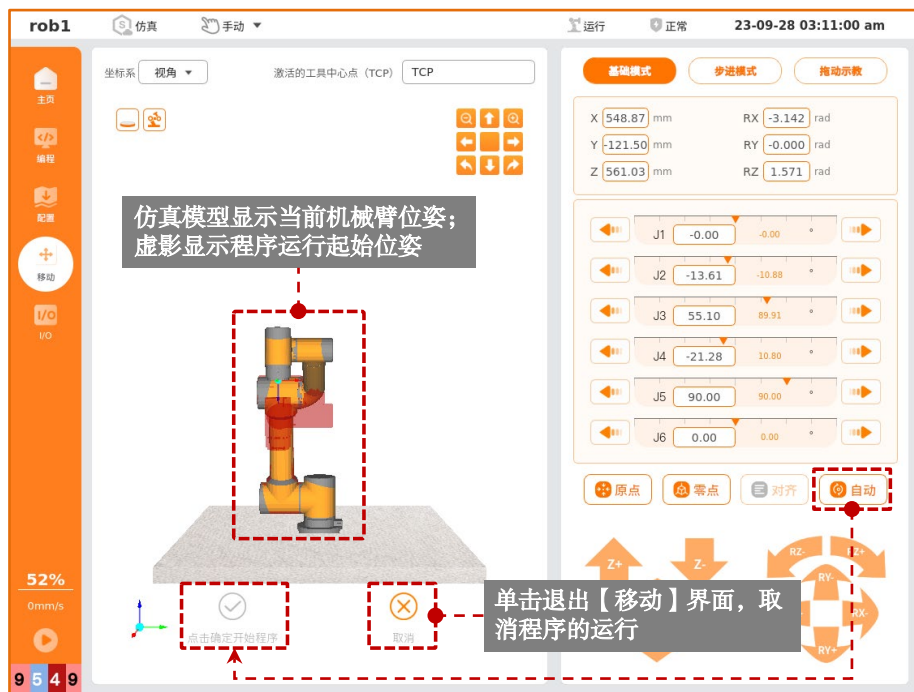 rob1
仿真
手动
运行
正常
23-09-28 03:11:00 am
主页
编程
配置
移动
I/O
I/O
52%
0mm/s
9 5 4 9
坐标系 视角
激活的工具中心点（TCP） TCP
仿真模型显示当前机械臂位姿；
虚影显示程序运行起始位姿
点击确定开始程序
取消
基础模式
步进模式
拖动示教
X 548.87 mm RX -3.142 rad
Y -121.50 mm RY -0.000 rad
Z 561.03 mm RZ 1.571 rad
J1 -0.00 -0.00 °
J2 -13.61 -10.88 °
J3 55.10 89.91 °
J4 -21.28 10.80 °
J5 90.00 90.00 °
J6 0.00 0.00 °
原点
零点
对齐
自动
Z+
Z-
RZ-
RZ+
RY-
RX-
RY+
单击退出【移动】界面，取
消程序的运行